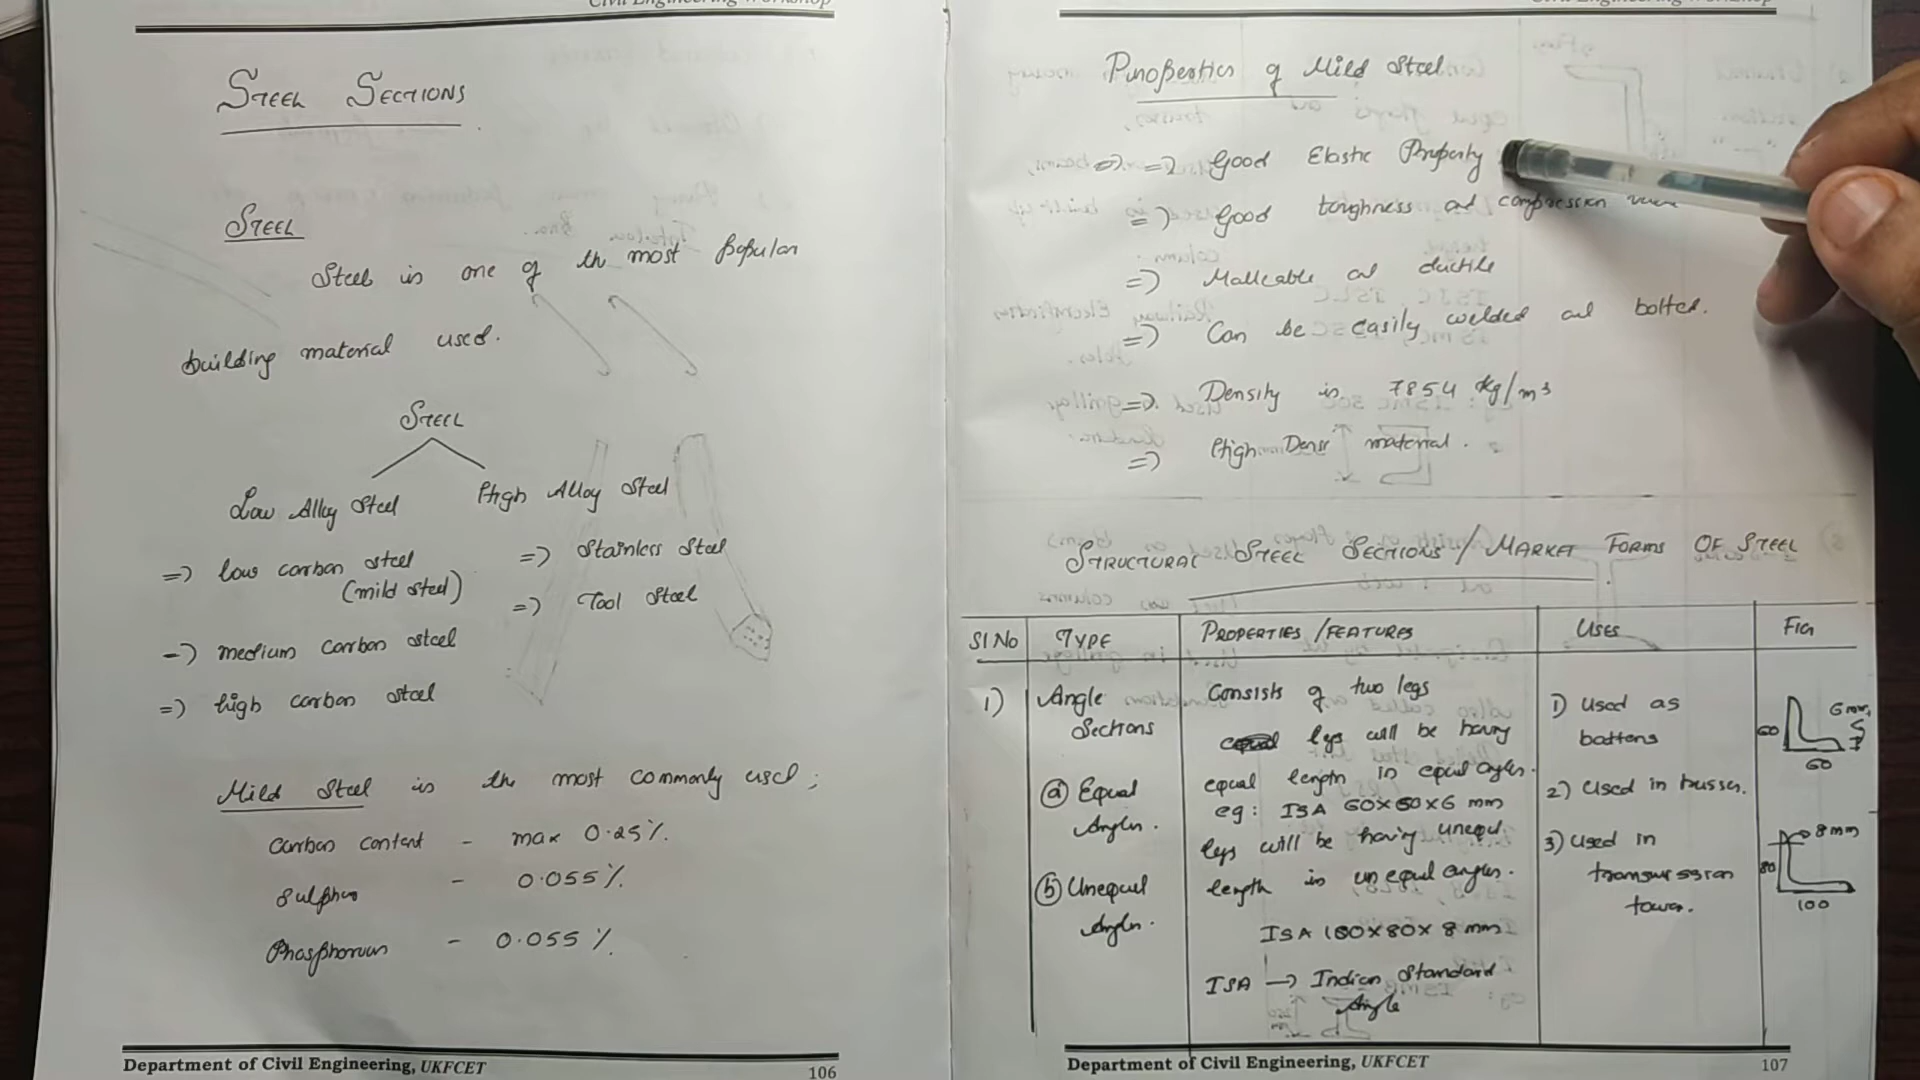 STEEL SECTIONS
STEEL
Steel is one of the most popular
building material used.
STEEL
Low Alloy Steel
High Alloy Steel
=> low carbon steel
(mild steel)
-) medium carbon steel
=) high carbon steel
=) Stainless Steel
=) Tool Steel
Mild Steel is the most commonly used;
Carbon content - max 0.25%.
Sulphur - 0.055%.
Phosphorus - 0.055%.
Department of Civil Engineering, UKFCET
106
Properties of Mild Steel
=) Good Elastic Property
=) Good toughness and compression
=) Malleable and ductile
=) Can be easily welded and bolted.
=) Density is 7854 kg/m3
=) High Dense material.
STRUCTURAL STEEL SECTIONS / MARKET FORMS OF STEEL
Sl No TYPE PROPERTIES/FEATURES USES FIG
1) Angle Sections
(a) Equal Angles.
(b) Unequal Angles.
Consists of two legs
legs will be having
equal length in equal angles.
eg: ISA 60x60x6 mm
legs will be having unequal
length in unequal angles.
ISA 100x80x8 mm
ISA -> Indian Standard
Angle
1) Used as
battens
2) Used in trusses.
3) Used in
transmission
tower.
60
6mm
60
8mm
80
100
Department of Civil Engineering, UKFCET
107